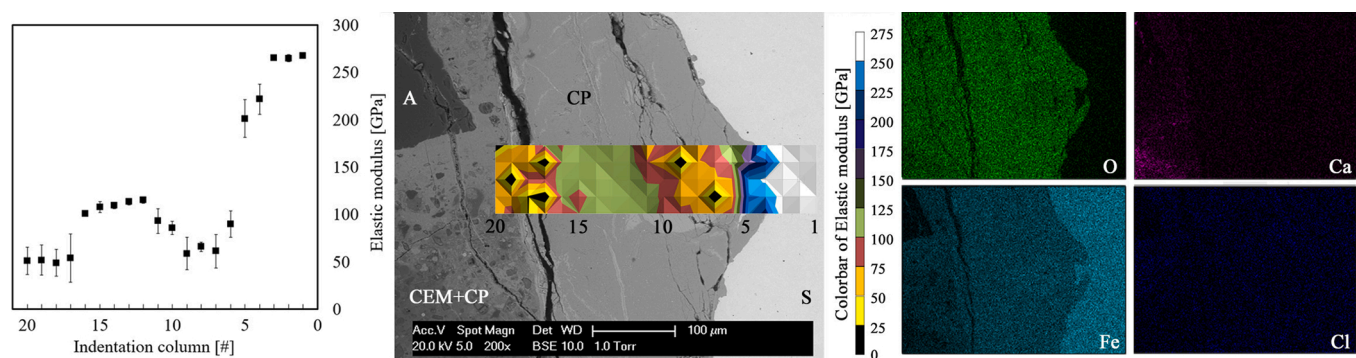 300
250
200
150
100
50
0
Elastic modulus [GPa]
20 15 10 5 0
Indentation column [#]
A
CP
20 15 10 5 1
CEM+CP
S
Acc.V Spot Magn Det WD
20.0 kV 5.0 200x BSE 10.0 1.0 Torr
100 μm
Colorbar of Elastic modulus [GPa]
275
250
225
200
175
150
125
100
75
50
25
0
O
Ca
Fe
Cl